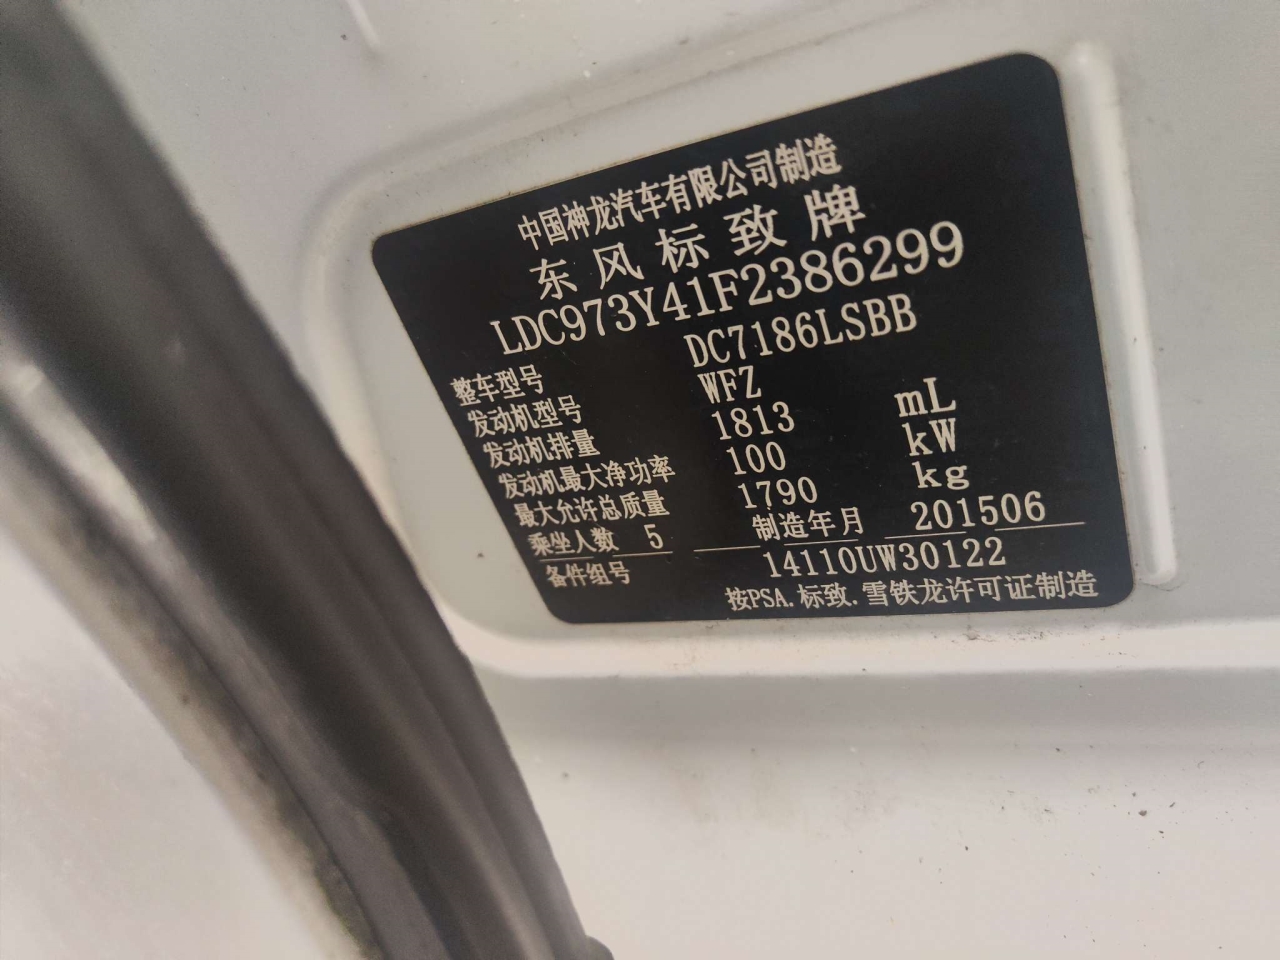 中国神龙汽车有限公司制造
东风标致牌
LDC973Y41F2386299
整车型号 DC7186LSBB
发动机型号 WFZ
发动机排量 1813 mL
发动机最大净功率 100 kW
最大允许总质量 1790 kg
乘坐人数 5 制造年月 201506
备件组号 14110UW30122
按PSA.标致.雪铁龙许可证制造